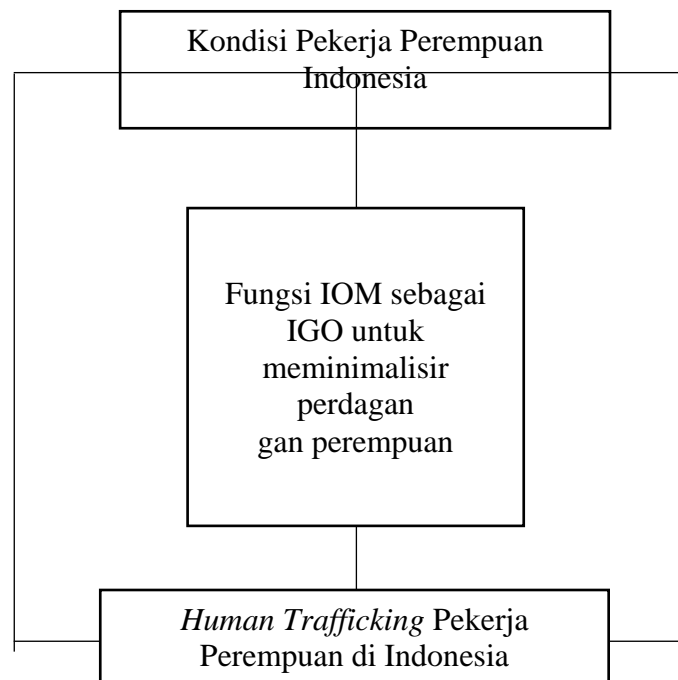 Kondisi Pekerja Perempuan
Indonesia
Fungsi IOM sebagai
IGO untuk
meminimalisir
perdagan
gan perempuan
Human Trafficking Pekerja
Perempuan di Indonesia